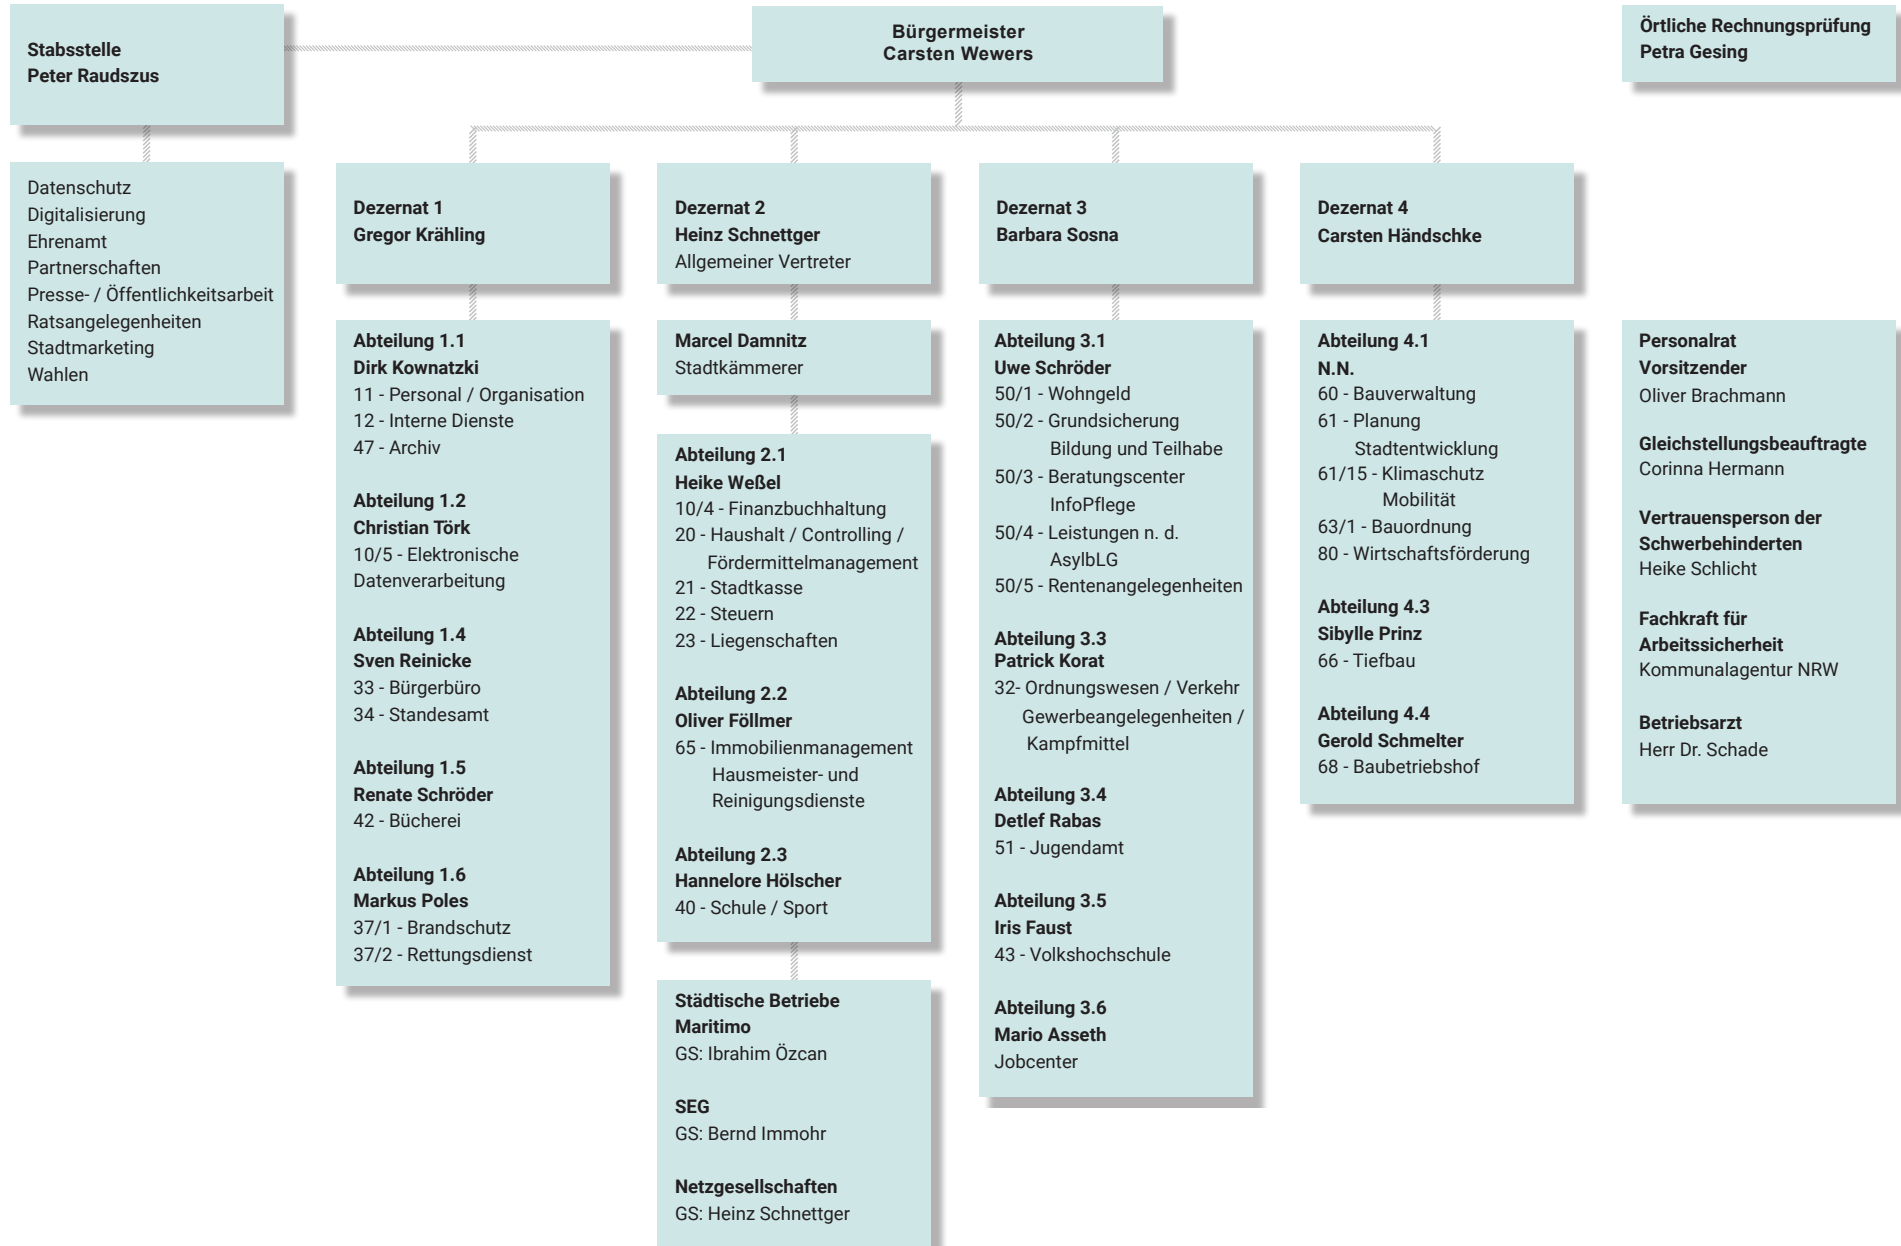 Stabsstelle
Peter Raudszus
Bürgermeister
Carsten Wewers
Örtliche Rechnungsprüfung
Petra Gesing
Datenschutz
Digitalisierung
Ehrenamt
Partnerschaften
Presse- / Öffentlichkeitsarbeit
Ratsangelegenheiten
Stadtmarketing
Wahlen
Dezernat 1
Gregor Krähling
Abteilung 1.1
Dirk Kownatzki
11 - Personal / Organisation
12 - Interne Dienste
47 - Archiv
Abteilung 1.2
Christian Törk
10/5 - Elektronische
Datenverarbeitung
Abteilung 1.4
Sven Reinicke
33 - Bürgerbüro
34 - Standesamt
Abteilung 1.5
Renate Schröder
42 - Bücherei
Abteilung 1.6
Markus Poles
37/1 - Brandschutz
37/2 - Rettungsdienst
Dezernat 2
Heinz Schnettger
Allgemeiner Vertreter
Marcel Damnitz
Stadtkämmerer
Abteilung 2.1
Heike Weßel
10/4 - Finanzbuchhaltung
20 - Haushalt / Controlling /
Fördermittelmanagement
21 - Stadtkasse
22 - Steuern
23 - Liegenschaften
Abteilung 2.2
Oliver Föllmer
65 - Immobilienmanagement
Hausmeister- und
Reinigungsdienste
Abteilung 2.3
Hannelore Hölscher
40 - Schule / Sport
Städtische Betriebe
Maritimo
GS: Ibrahim Özcan
SEG
GS: Bernd Immohr
Netzgesellschaften
GS: Heinz Schnettger
Dezernat 3
Barbara Sosna
Abteilung 3.1
Uwe Schröder
50/1 - Wohngeld
50/2 - Grundsicherung
Bildung und Teilhabe
50/3 - Beratungscenter
InfoPflege
50/4 - Leistungen n. d.
AsylbLG
50/5 - Rentenangelegenheiten
Abteilung 3.3
Patrick Korat
32- Ordnungswesen / Verkehr
Gewerbeangelegenheiten /
Kampfmittel
Abteilung 3.4
Detlef Rabas
51 - Jugendamt
Abteilung 3.5
Iris Faust
43 - Volkshochschule
Abteilung 3.6
Mario Asseth
Jobcenter
Dezernat 4
Carsten Händschke
Abteilung 4.1
N.N.
60 - Bauverwaltung
61 - Planung
Stadtentwicklung
61/15 - Klimaschutz
Mobilität
63/1 - Bauordnung
80 - Wirtschaftsförderung
Abteilung 4.3
Sibylle Prinz
66 - Tiefbau
Abteilung 4.4
Gerold Schmelter
68 - Baubetriebshof
Personalrat
Vorsitzender
Oliver Brachmann
Gleichstellungsbeauftragte
Corinna Hermann
Vertrauensperson der
Schwerbehinderten
Heike Schlicht
Fachkraft für
Arbeitssicherheit
Kommunalagentur NRW
Betriebsarzt
Herr Dr. Schade